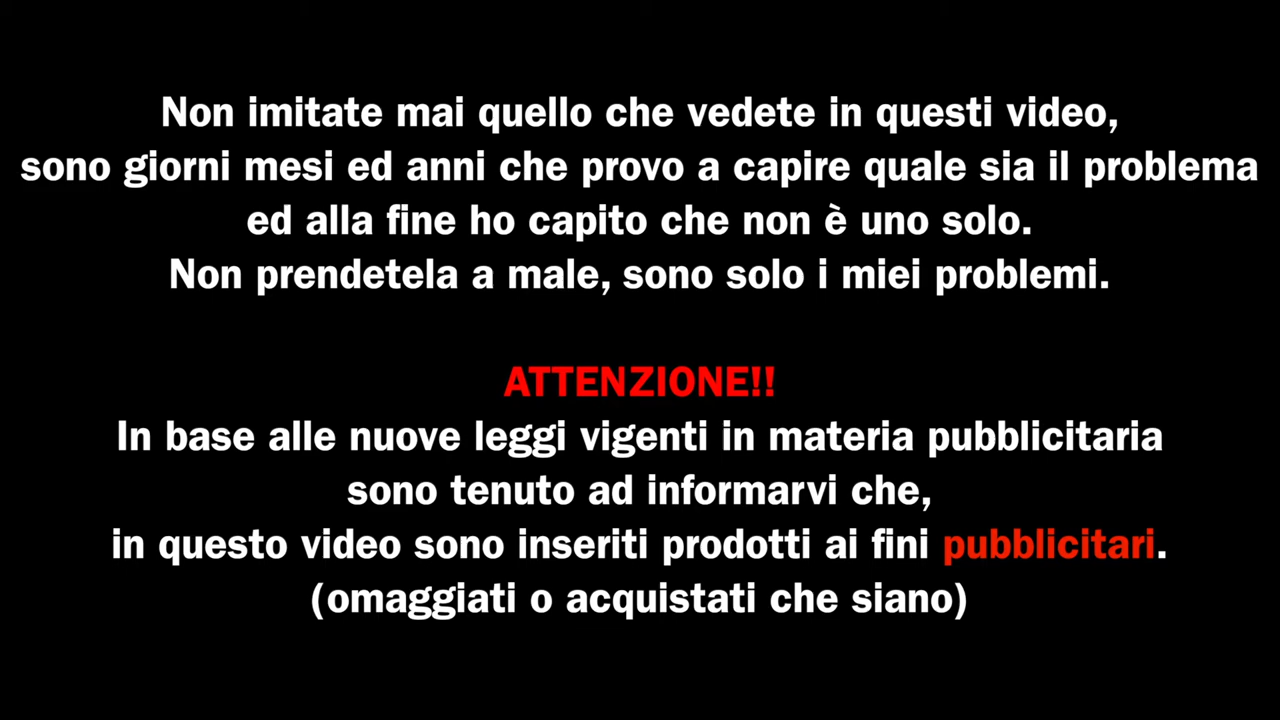 Non imitate mai quello che vedete in questi video,
sono giorni mesi ed anni che provo a capire quale sia il problema
ed alla fine ho capito che non è uno solo.
Non prendetela a male, sono solo i miei problemi.
ATTENZIONE!!
In base alle nuove leggi vigenti in materia pubblicitaria
sono tenuto ad informarvi che,
in questo video sono inseriti prodotti ai fini pubblicitari.
(omaggiati o acquistati che siano)